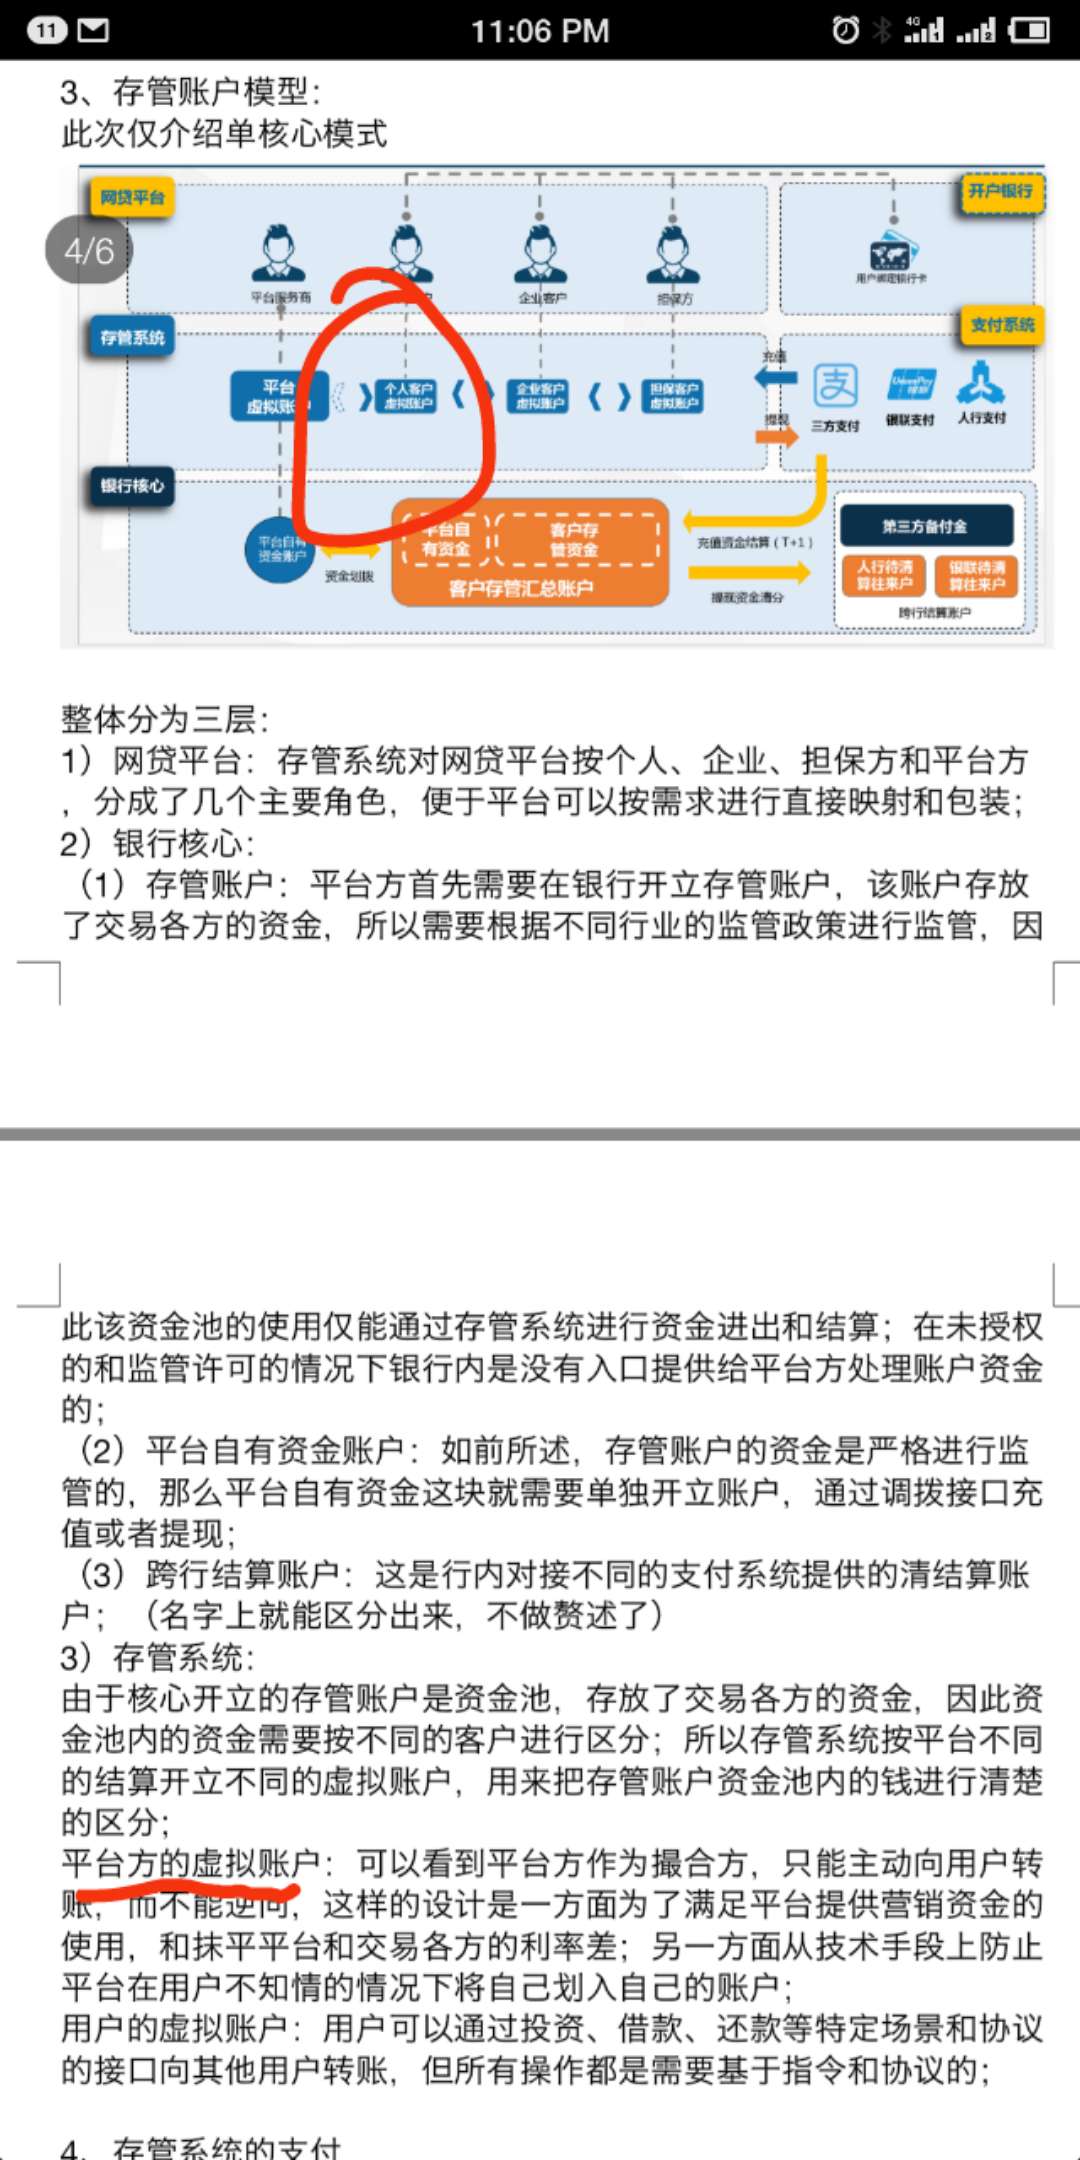 11
11:06 PM
4G
1
2
3、存管账户模型：
此次仅介绍单核心模式
网贷平台
开户银行
4/6
平台服务商
户
企业客户
担保方
用户绑定银行卡
存管系统
支付系统
平台
虚拟账户
个人客户
虚拟账户
企业客户
虚拟账户
担保客户
虚拟账户
充值
提现
支
三方支付
UnionPay
银联
银联支付
人行支付
银行核心
平台自有
资金账户
资金划拨
平台自
有资金
客户存
管资金
客户存管汇总账户
充值资金结算（T+1）
提现资金清分
第三方备付金
人行待清
算往来户
银联待清
算往来户
跨行结算账户
整体分为三层：
1）网贷平台：存管系统对网贷平台按个人、企业、担保方和平台方
，分成了几个主要角色，便于平台可以按需求进行直接映射和包装；
2）银行核心：
（1）存管账户：平台方首先需要在银行开立存管账户，该账户存放
了交易各方的资金，所以需要根据不同行业的监管政策进行监管，因
此该资金池的使用仅能通过存管系统进行资金进出和结算；在未授权
的和监管许可的情况下银行内是没有入口提供给平台方处理账户资金
的；
（2）平台自有资金账户：如前所述，存管账户的资金是严格进行监
管的，那么平台自有资金这块就需要单独开立账户，通过调拨接口充
值或者提现；
（3）跨行结算账户：这是行内对接不同的支付系统提供的清结算账
户；（名字上就能区分出来，不做赘述了）
3）存管系统：
由于核心开立的存管账户是资金池，存放了交易各方的资金，因此资
金池内的资金需要按不同的客户进行区分；所以存管系统按平台不同
的结算开立不同的虚拟账户，用来把存管账户资金池内的钱进行清楚
的区分；
平台方的虚拟账户：可以看到平台方作为撮合方，只能主动向用户转
账，而不能逆向，这样的设计是一方面为了满足平台提供营销资金的
使用，和抹平平台和交易各方的利率差；另一方面从技术手段上防止
平台在用户不知情的情况下将自己划入自己的账户；
用户的虚拟账户：用户可以通过投资、借款、还款等特定场景和协议
的接口向其他用户转账，但所有操作都是需要基于指令和协议的；
4、存管系统的支付